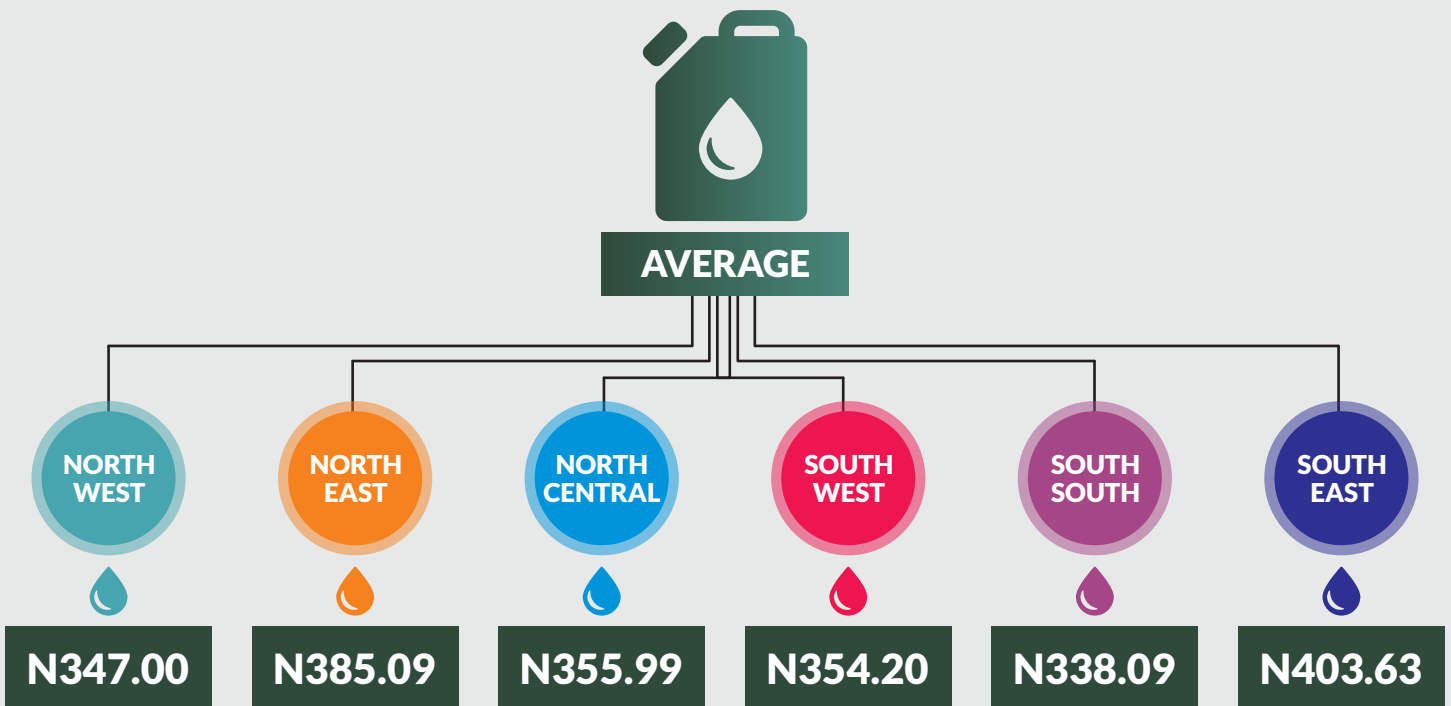 AVERAGE
NORTH
WEST
NORTH
EAST
NORTH
CENTRAL
SOUTH
WEST
SOUTH
SOUTH
SOUTH
EAST
N347.00
N385.09
N355.99
N354.20
N338.09
N403.63